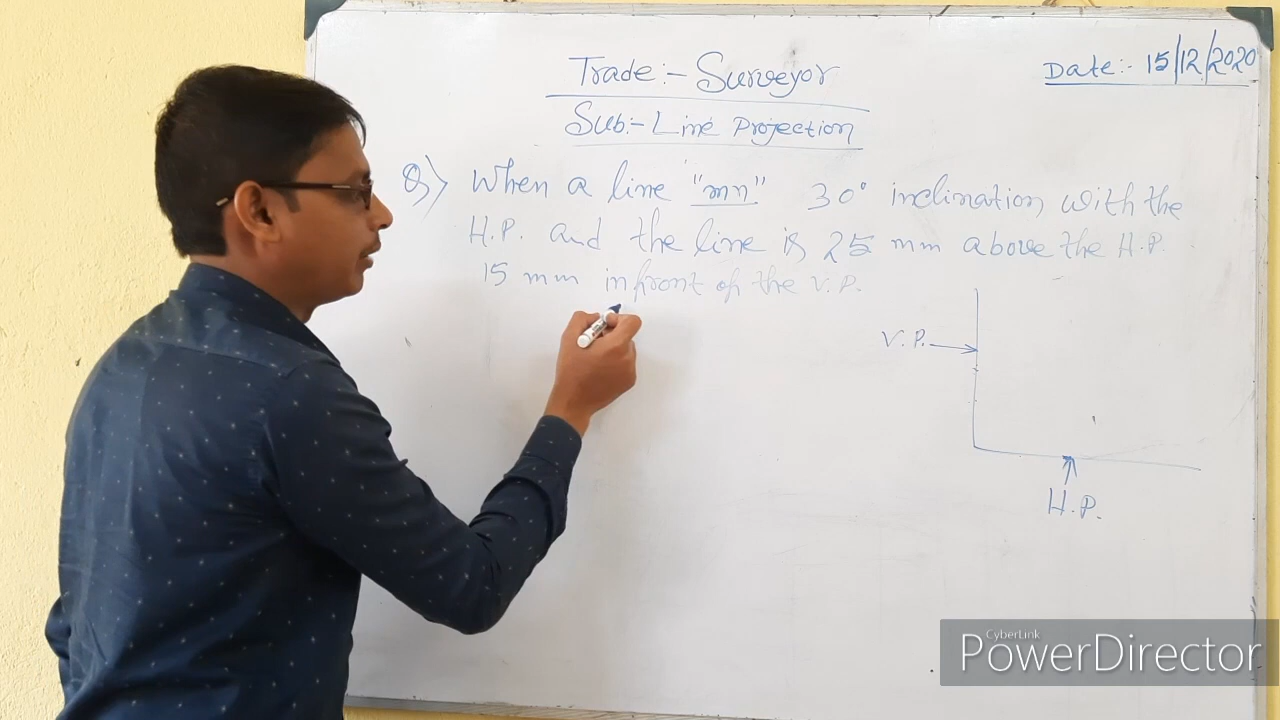 Trade:- Surveyor
Date:- 15/12/2020
Sub:- Line Projection
Q) When a line "mn" 30° inclination with the
H.P. and the line is 25 mm above the H.P.
15 mm infront of the V.P.
V.P.
H.P.
CyberLink
PowerDirector